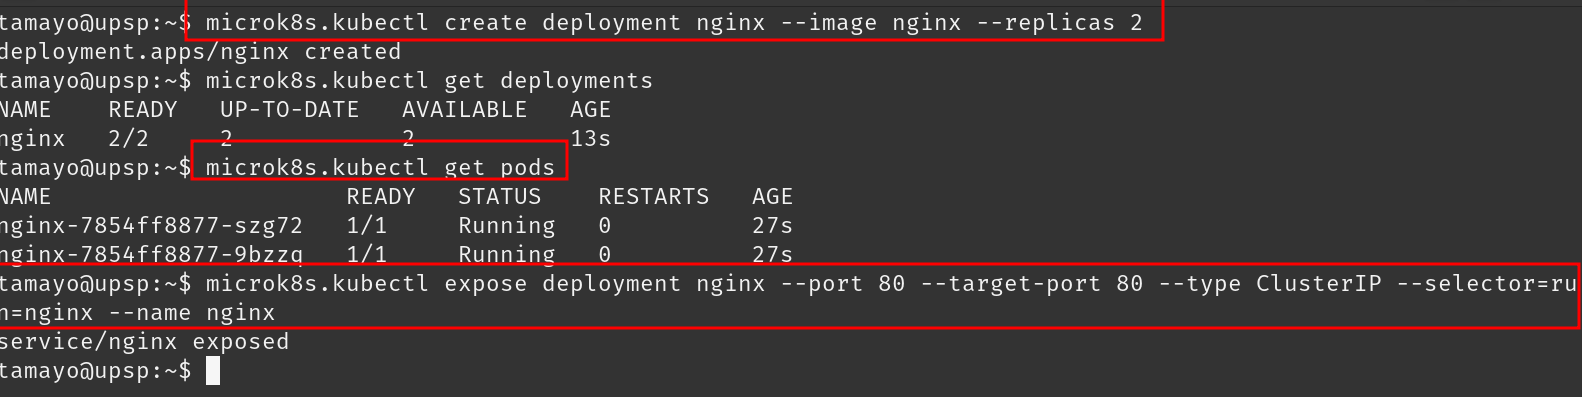 tamayo@upsp:~$ microk8s.kubectl create deployment nginx --image nginx --replicas 2
deployment.apps/nginx created
tamayo@upsp:~$ microk8s.kubectl get deployments
NAME READY UP-TO-DATE AVAILABLE AGE
nginx 2/2 2 2 13s
tamayo@upsp:~$ microk8s.kubectl get pods
NAME READY STATUS RESTARTS AGE
nginx-7854ff8877-szg72 1/1 Running 0 27s
nginx-7854ff8877-9bzzq 1/1 Running 0 27s
tamayo@upsp:~$ microk8s.kubectl expose deployment nginx --port 80 --target-port 80 --type ClusterIP --selector=ru
n=nginx --name nginx
service/nginx exposed
tamayo@upsp:~$